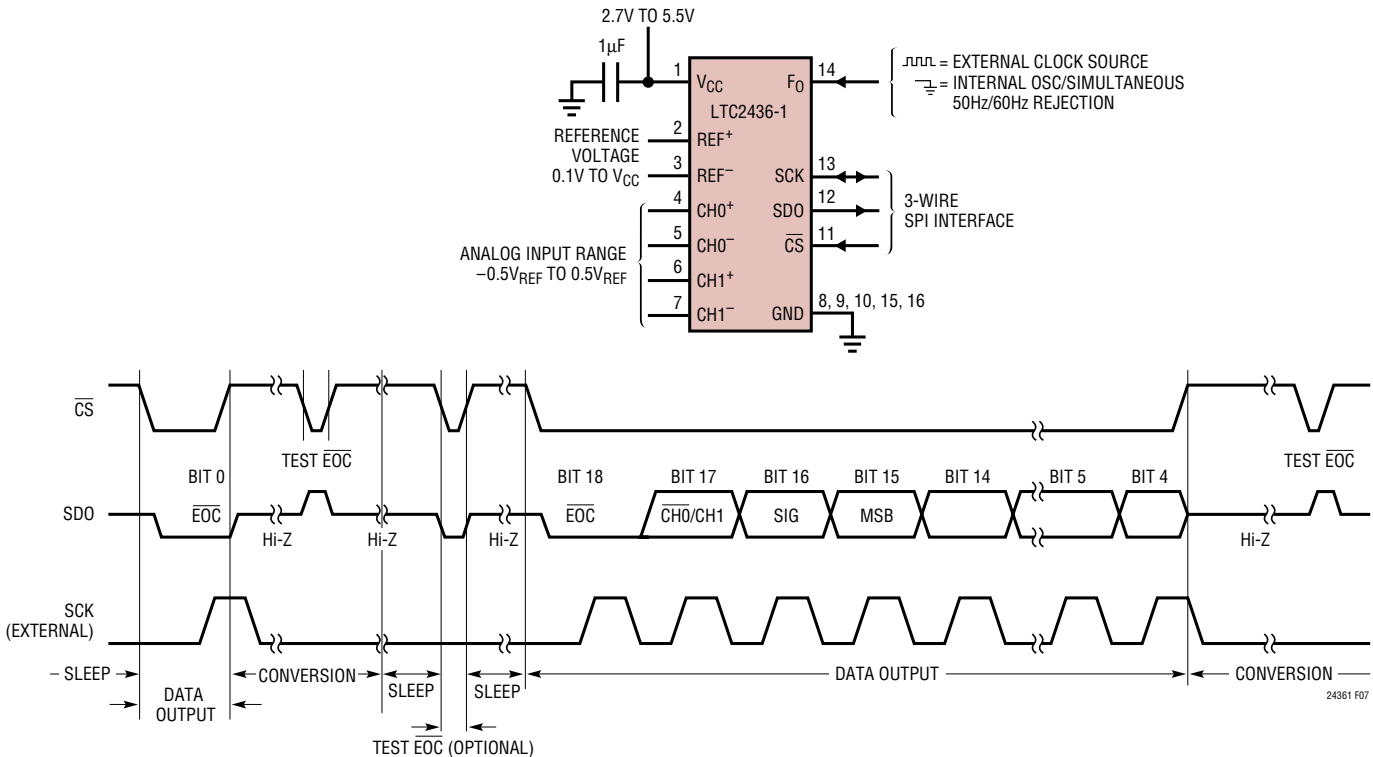 2.7V TO 5.5V
1µF
1
VCC
FO
14
= EXTERNAL CLOCK SOURCE
= INTERNAL OSC/SIMULTANEOUS
50Hz/60Hz REJECTION
LTC2436-1
REFERENCE
VOLTAGE
0.1V TO VCC
2
REF+
3
REF–
SCK
13
4
CH0+
SDO
12
3-WIRE
SPI INTERFACE
5
CH0–
CS
11
ANALOG INPUT RANGE
–0.5VREF TO 0.5VREF
6
CH1+
7
CH1–
GND
8, 9, 10, 15, 16
CS
TEST EOC
TEST EOC
BIT 0
BIT 18
BIT 17
BIT 16
BIT 15
BIT 14
BIT 5
BIT 4
SDO
EOC
EOC
CH0/CH1
SIG
MSB
Hi-Z
Hi-Z
Hi-Z
Hi-Z
SCK
(EXTERNAL)
SLEEP
DATA
OUTPUT
CONVERSION
SLEEP
SLEEP
DATA OUTPUT
CONVERSION
24361 F07
TEST EOC (OPTIONAL)